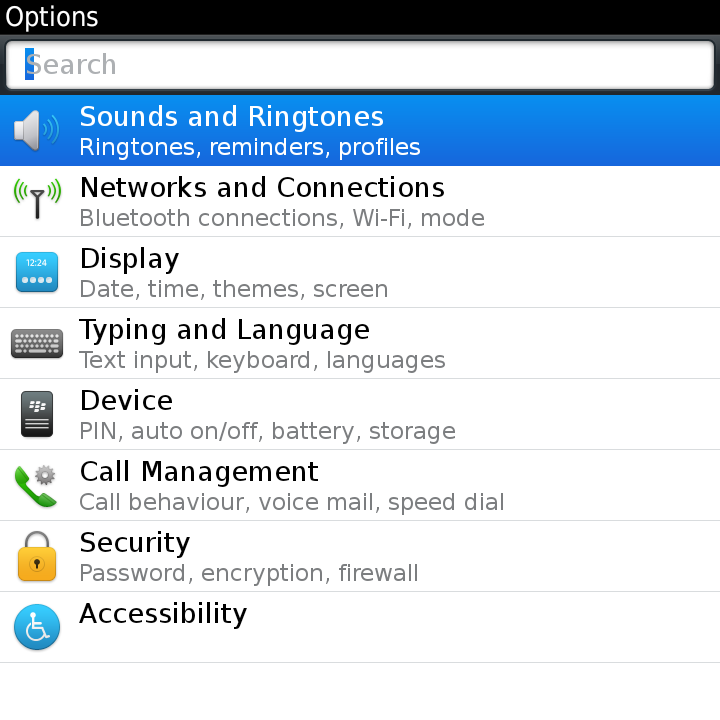 Options
Search
Sounds and Ringtones
Ringtones, reminders, profiles
Networks and Connections
Bluetooth connections, Wi-Fi, mode
12:24
Display
Date, time, themes, screen
Typing and Language
Text input, keyboard, languages
Device
PIN, auto on/off, battery, storage
Call Management
Call behaviour, voice mail, speed dial
Security
Password, encryption, firewall
Accessibility